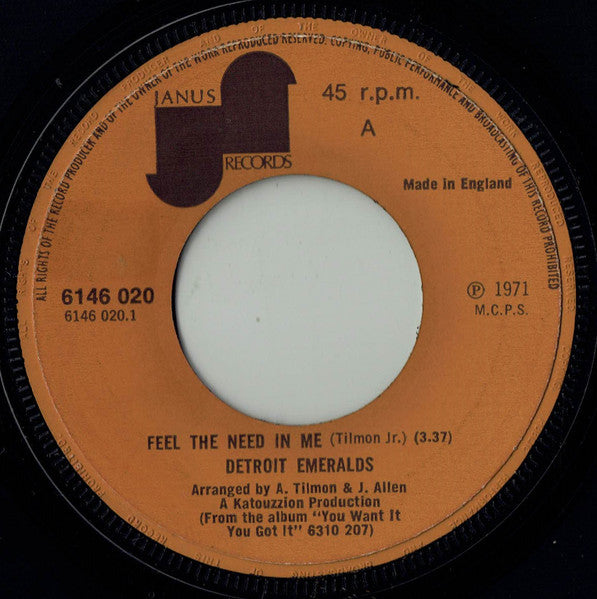 ALL RIGHTS OF THE RECORD PRODUCER AND OF THE OWNER OF THE WORK REPRODUCED RESERVED. COPYING, PUBLIC PERFORMANCE AND BROADCASTING OF THIS RECORD PROHIBITED
JANUS
RECORDS
45 r.p.m.
A
Made in England
6146 020
6146 020.1
Ⓟ 1971
M.C.P.S.
FEEL THE NEED IN ME (Tilmon Jr.) (3.37)
DETROIT EMERALDS
Arranged by A. Tilmon & J. Allen
A Katouzzion Production
(From the album "You Want It
You Got It" 6310 207)